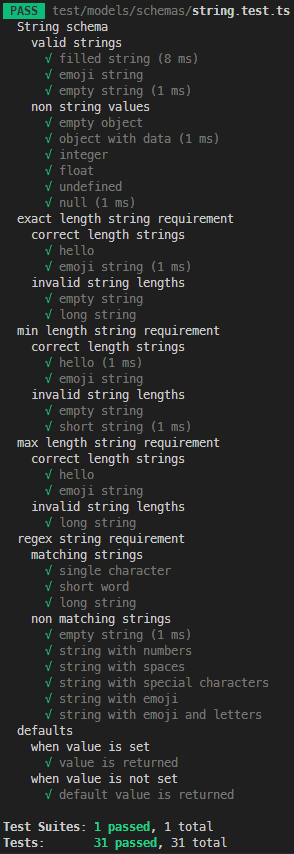 PASS test/models/schemas/string.test.ts
String schema
valid strings
√ filled string (8 ms)
√ emoji string
√ empty string (1 ms)
non string values
√ empty object
√ object with data (1 ms)
√ integer
√ float
√ undefined
√ null (1 ms)
exact length string requirement
correct length strings
√ hello
√ emoji string (1 ms)
invalid string lengths
√ empty string
√ long string
min length string requirement
correct length strings
√ hello (1 ms)
√ emoji string
invalid string lengths
√ empty string
√ short string (1 ms)
max length string requirement
correct length strings
√ hello
√ emoji string
invalid string lengths
√ long string
regex string requirement
matching strings
√ single character
√ short word
√ long string
non matching strings
√ empty string (1 ms)
√ string with numbers
√ string with spaces
√ string with special characters
√ string with emoji
√ string with emoji and letters
defaults
when value is set
√ value is returned
when value is not set
√ default value is returned
Test Suites: 1 passed, 1 total
Tests: 31 passed, 31 total